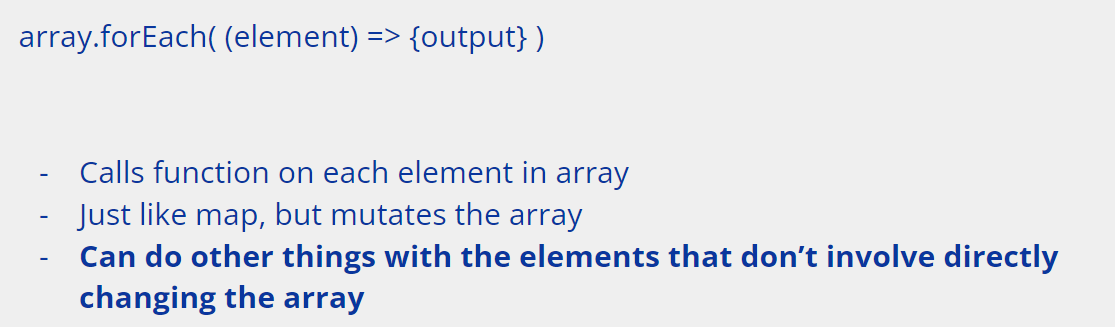 array.forEach( (element) => {output} )
- Calls function on each element in array
- Just like map, but mutates the array
- Can do other things with the elements that don’t involve directly
changing the array